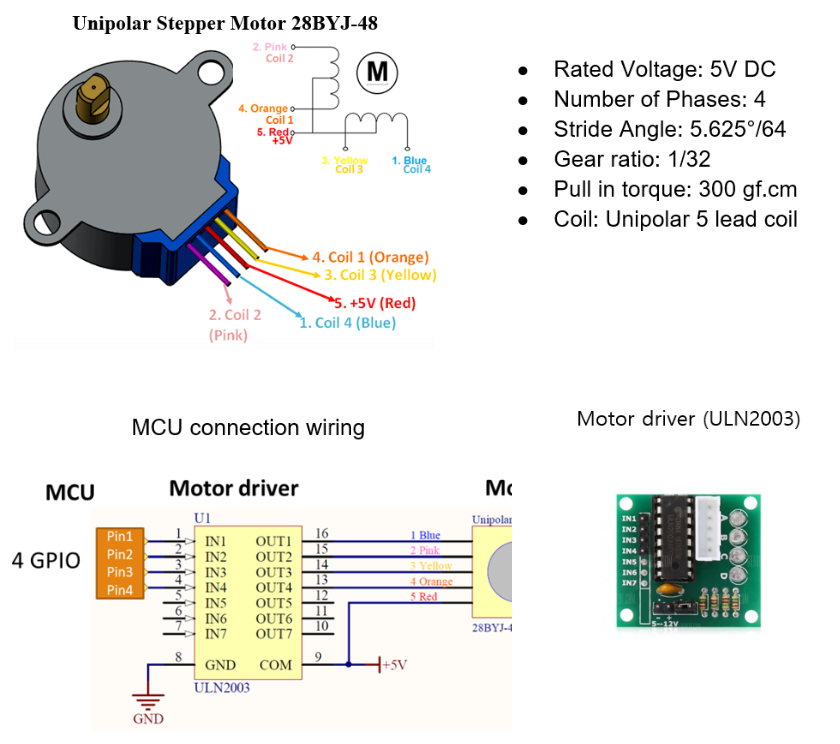 Unipolar Stepper Motor 28BYJ-48
2. Pink
Coil 2
M
4. Orange
Coil 1
5. Red
+5V
3. Yellow
Coil 3
1. Blue
Coil 4
4. Coil 1 (Orange)
3. Coil 3 (Yellow)
5. +5V (Red)
1. Coil 4 (Blue)
2. Coil 2
(Pink)
• Rated Voltage: 5V DC
• Number of Phases: 4
• Stride Angle: 5.625°/64
• Gear ratio: 1/32
• Pull in torque: 300 gf.cm
• Coil: Unipolar 5 lead coil
MCU connection wiring
MCU
Motor driver
Mo
4 GPIO
Pin1
Pin2
Pin3
Pin4
U1
1 IN1 OUT1 16
2 IN2 OUT2 15
3 IN3 OUT3 14
4 IN4 OUT4 13
5 IN5 OUT5 12
6 IN6 OUT6 11
7 IN7 OUT7 10
8 GND COM 9
ULN2003
GND
+5V
1 Blue
2 Pink
3 Yellow
4 Orange
5 Red
Unipolar
28BYJ-4
Motor driver (ULN2003)
IN1
IN2
IN3
IN4
IN5
IN6
IN7
A
B
C
D
- +
5-12V